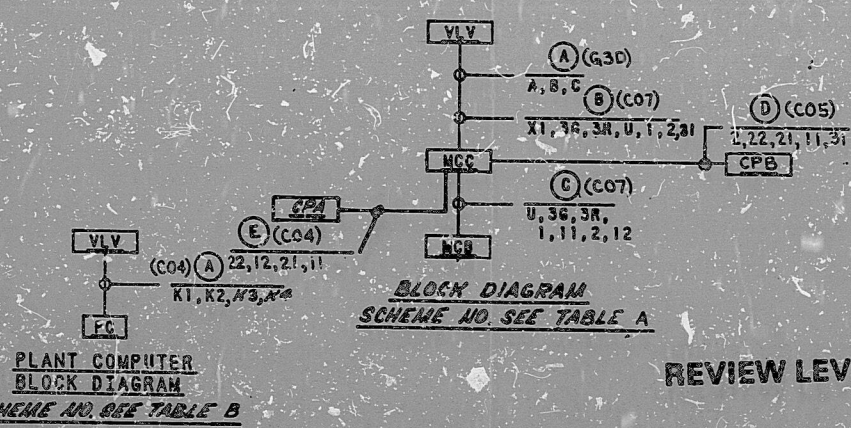 VLV
A (G3D)
A, B, C
B (C07)
X1, 3G, 3R, U, 1, 2, 31
D (C05)
1, 22, 21, 11, 31
MCC
CPB
C (C07)
U, 3G, 3R,
1, 11, 2, 12
CPA
E (C04)
22, 12, 21, 11
MCB
VLV
(C04) A
K1, K2, K3, K4
PC
BLOCK DIAGRAM
SCHEME NO. SEE TABLE A
PLANT COMPUTER
BLOCK DIAGRAM
HEME NO. SEE TABLE B
REVIEW LEV